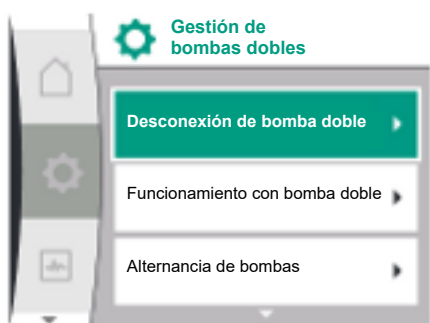 Gestión de
bombas dobles
Desconexión de bomba doble
Funcionamiento con bomba doble
Alternancia de bombas